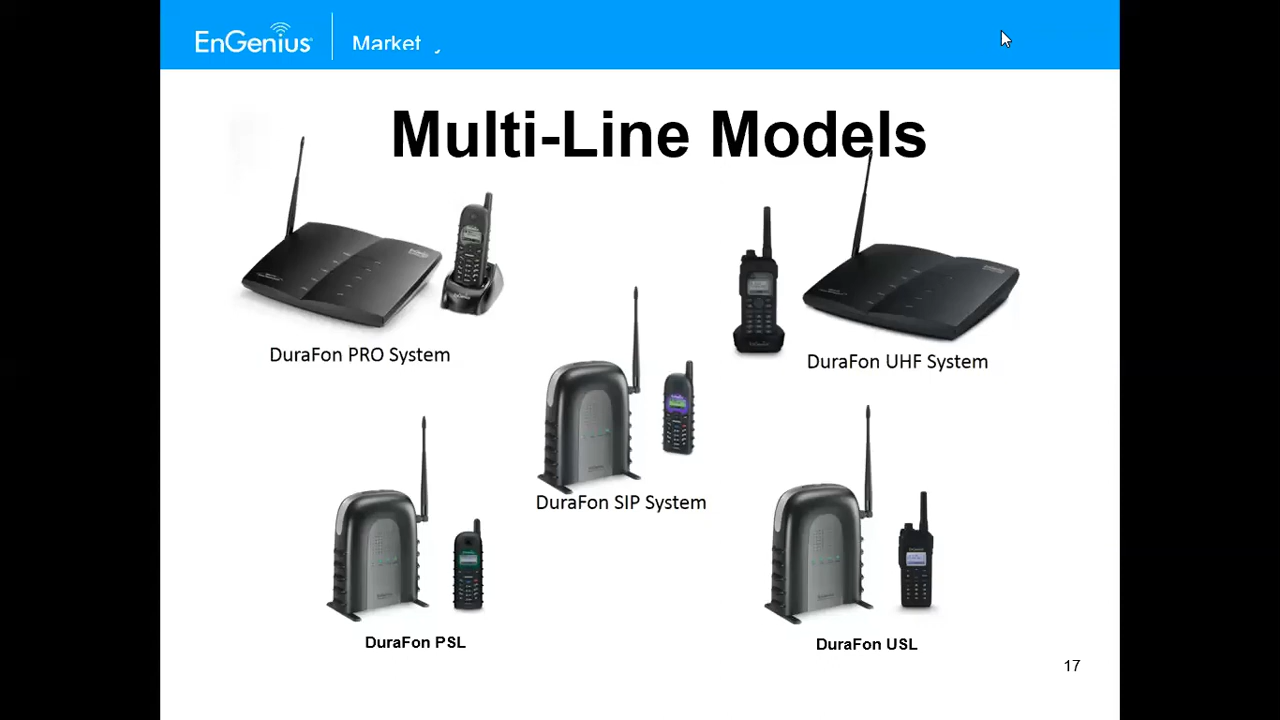 EnGenius
Market
Multi-Line Models
DuraFon PRO System
DuraFon UHF System
DuraFon SIP System
DuraFon PSL
DuraFon USL
17